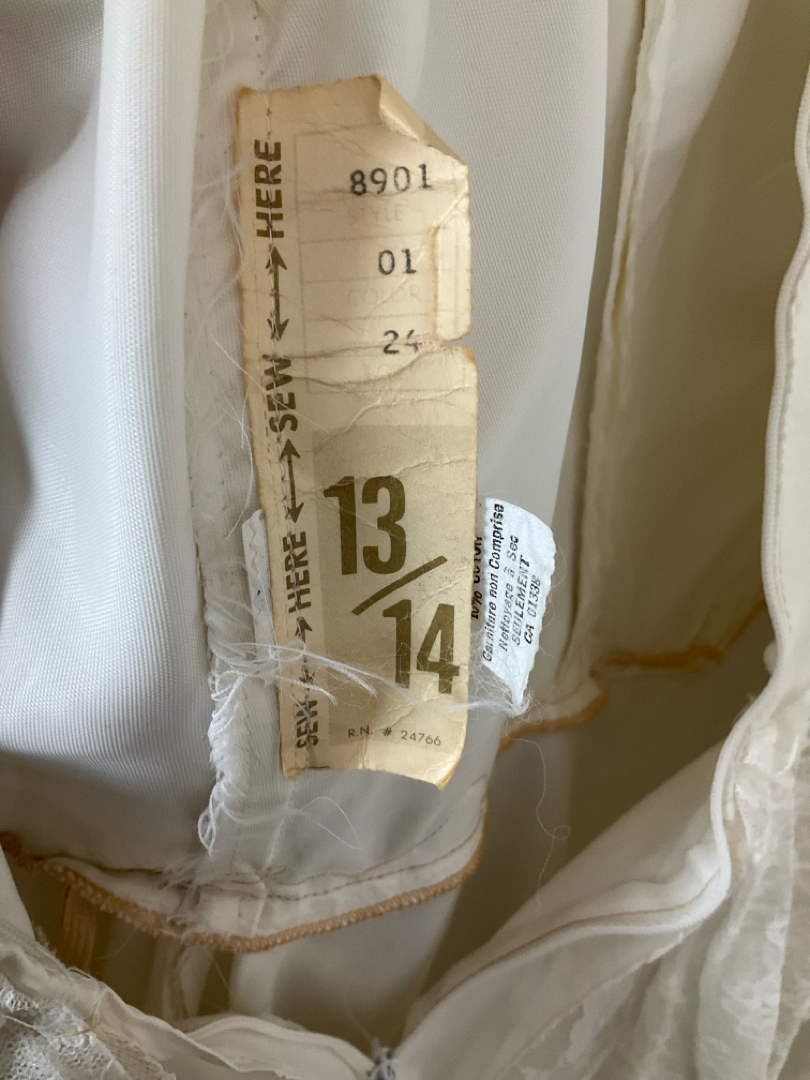 8901
STYLE
01
COLOR
24
SEW HERE SEW HERE
13/14
R.N. # 24766
Garniture non Comprise
Nettoyage à Sec
SEULEMENT
CA 01338